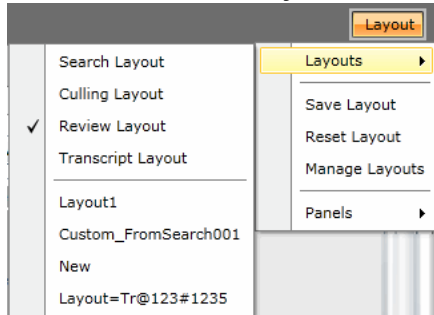 Layout
Layouts
Save Layout
Reset Layout
Manage Layouts
Panels
Search Layout
Culling Layout
Review Layout
Transcript Layout
Layout1
Custom_FromSearch001
New
Layout=Tr@123#1235